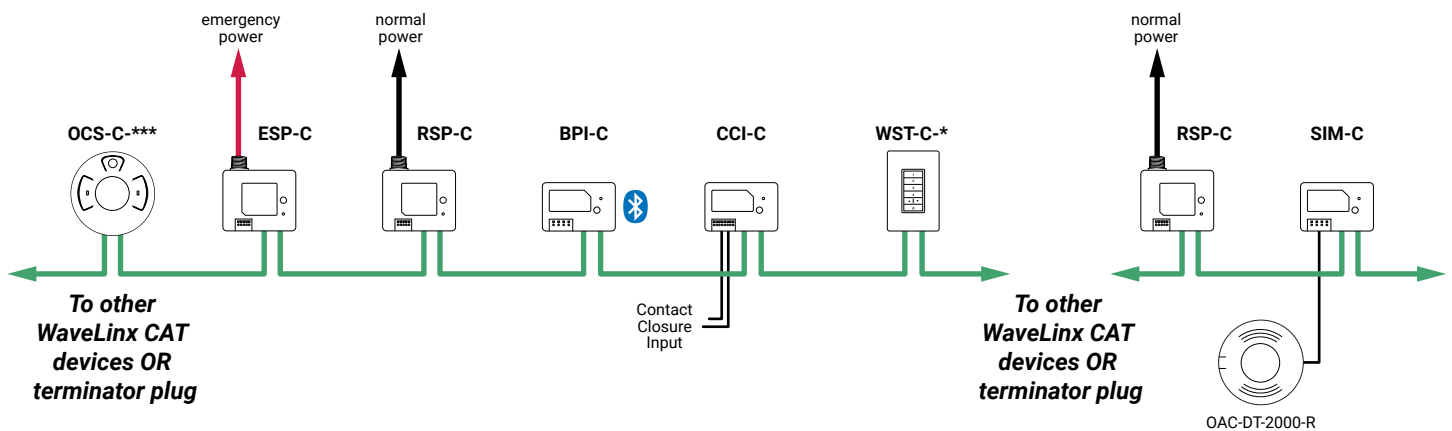 emergency
power
normal
power
normal
power
OCS-C-***
ESP-C
RSP-C
BPI-C
CCI-C
WST-C-*
RSP-C
SIM-C
To other
WaveLinx CAT
devices OR
terminator plug
Contact
Closure
Input
To other
WaveLinx CAT
devices OR
terminator plug
OAC-DT-2000-R